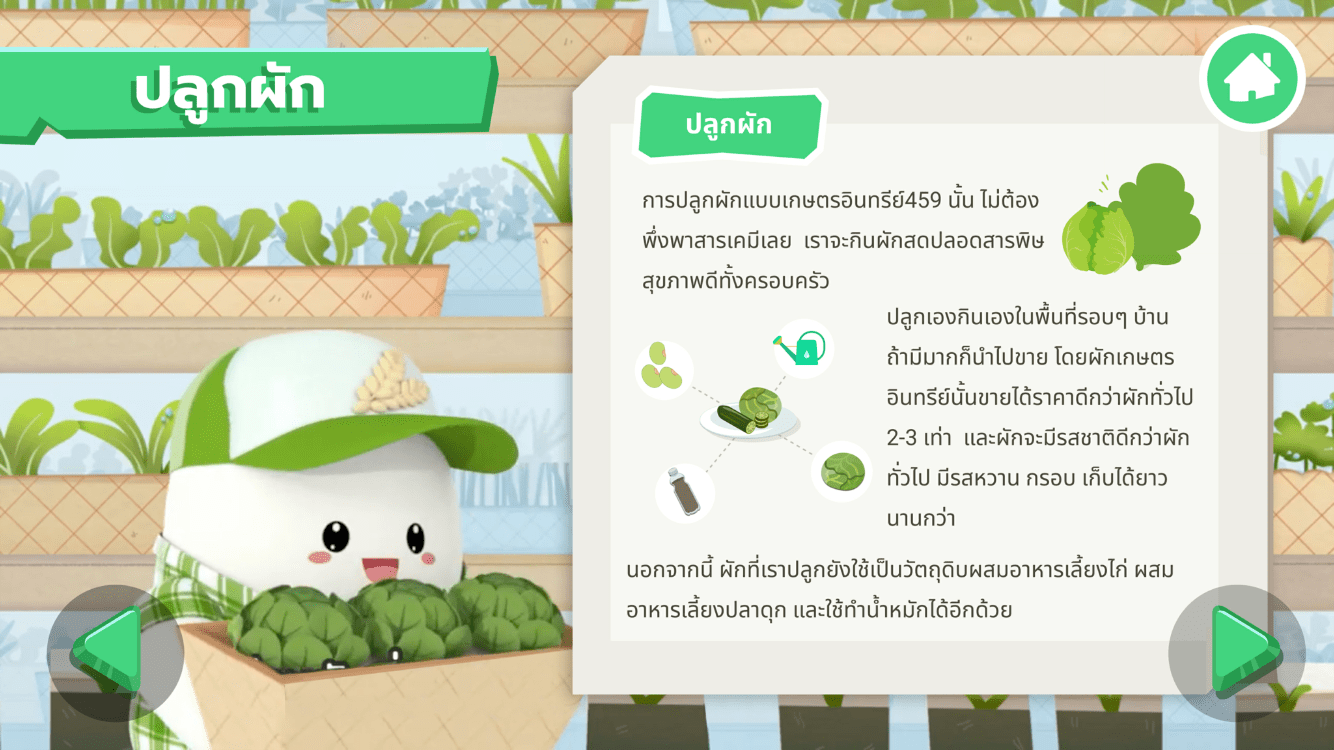 ปลูกผัก
ปลูกผัก
การปลูกผักแบบเกษตรอินทรีย์459 นั้น ไม่ต้อง
พึ่งพาสารเคมีเลย เราจะกินผักสดปลอดสารพิษ
สุขภาพดีทั้งครอบครัว
ปลูกเองกินเองในพื้นที่รอบๆ บ้าน
ถ้ามีมากก็นำไปขาย โดยผักเกษตร
อินทรีย์นั้นขายได้ราคาดีกว่าผักทั่วไป
2-3 เท่า และผักจะมีรสชาติดีกว่าผัก
ทั่วไป มีรสหวาน กรอบ เก็บได้ยาว
นานกว่า
นอกจากนี้ ผักที่เราปลูกยังใช้เป็นวัตถุดิบผสมอาหารเลี้ยงไก่ ผสม
อาหารเลี้ยงปลาดุก และใช้ทำน้ำหมักได้อีกด้วย